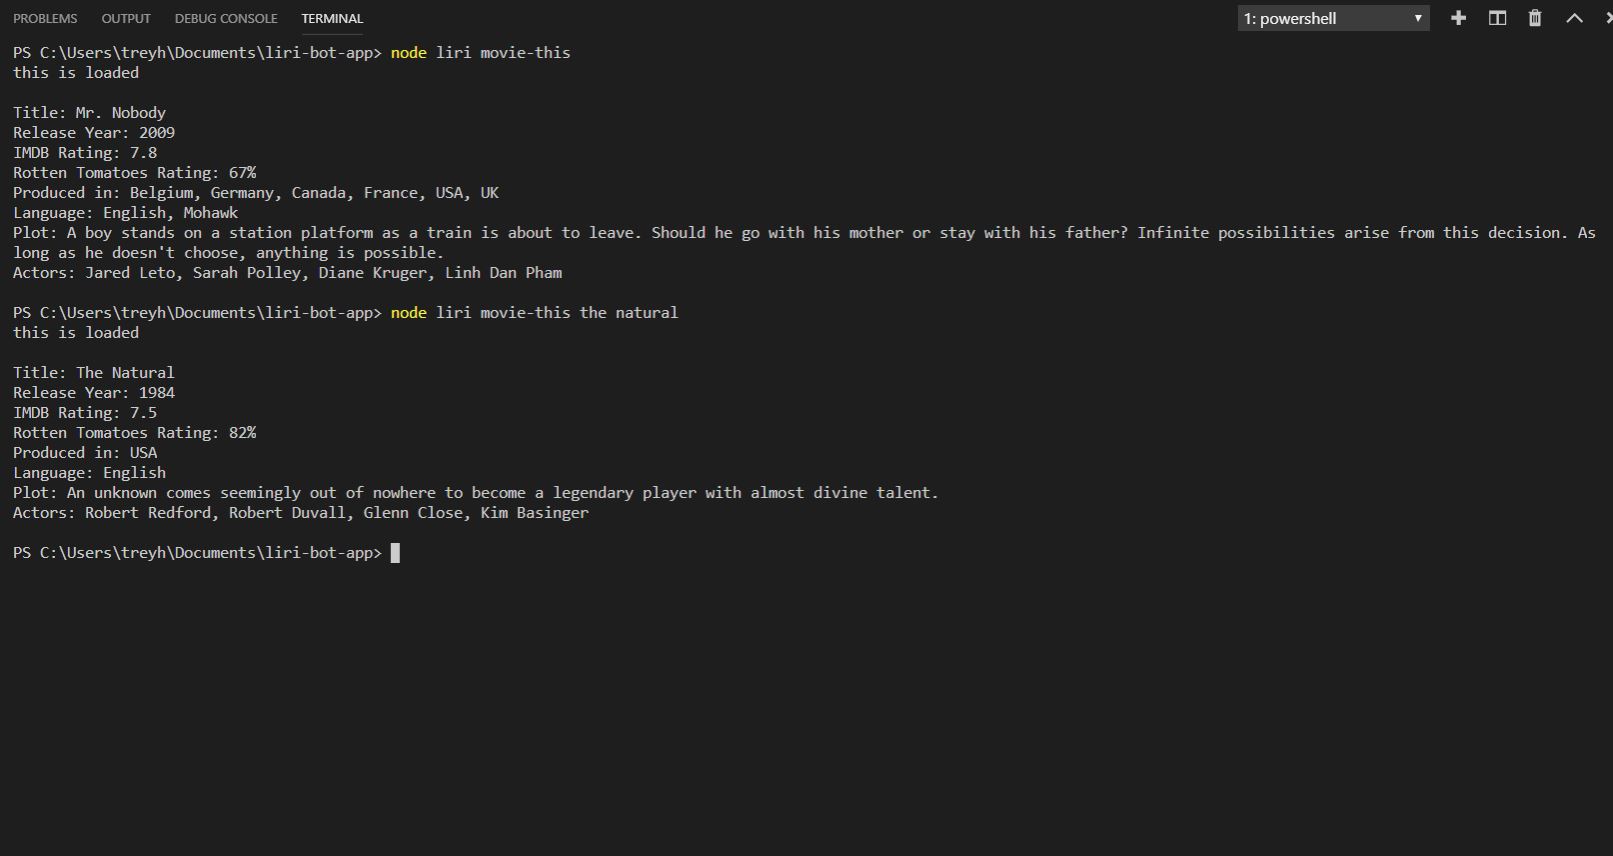 PROBLEMS OUTPUT DEBUG CONSOLE TERMINAL 1: powershell
PS C:\Users\treyh\Documents\liri-bot-app> node liri movie-this
this is loaded
Title: Mr. Nobody
Release Year: 2009
IMDB Rating: 7.8
Rotten Tomatoes Rating: 67%
Produced in: Belgium, Germany, Canada, France, USA, UK
Language: English, Mohawk
Plot: A boy stands on a station platform as a train is about to leave. Should he go with his mother or stay with his father? Infinite possibilities arise from this decision. As
long as he doesn't choose, anything is possible.
Actors: Jared Leto, Sarah Polley, Diane Kruger, Linh Dan Pham
PS C:\Users\treyh\Documents\liri-bot-app> node liri movie-this the natural
this is loaded
Title: The Natural
Release Year: 1984
IMDB Rating: 7.5
Rotten Tomatoes Rating: 82%
Produced in: USA
Language: English
Plot: An unknown comes seemingly out of nowhere to become a legendary player with almost divine talent.
Actors: Robert Redford, Robert Duvall, Glenn Close, Kim Basinger
PS C:\Users\treyh\Documents\liri-bot-app>